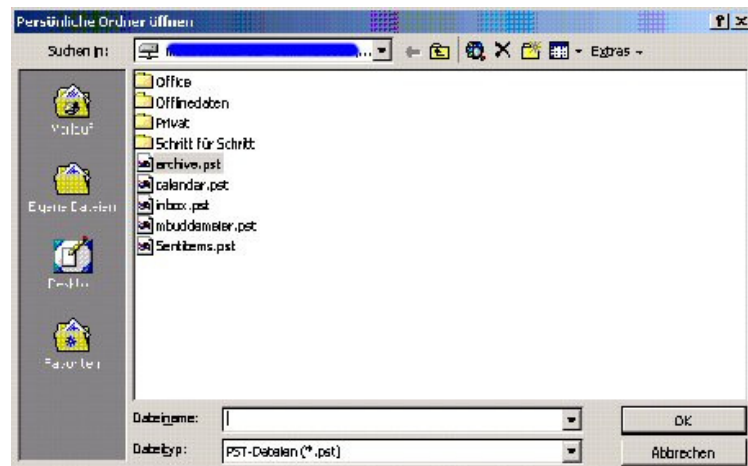 Persönliche Ordner öffnen
Suchen in:
...
Extras
Verlauf
Eigene Dateien
Desktop
Favoriten
Office
Offlinedaten
Privat
Schritt für Schritt
archive.pst
calendar.pst
inbox.pst
mbuddemeier.pst
Sentitems.pst
Dateiname:
OK
Dateityp:
PST-Dateien (*.pst)
Abbrechen